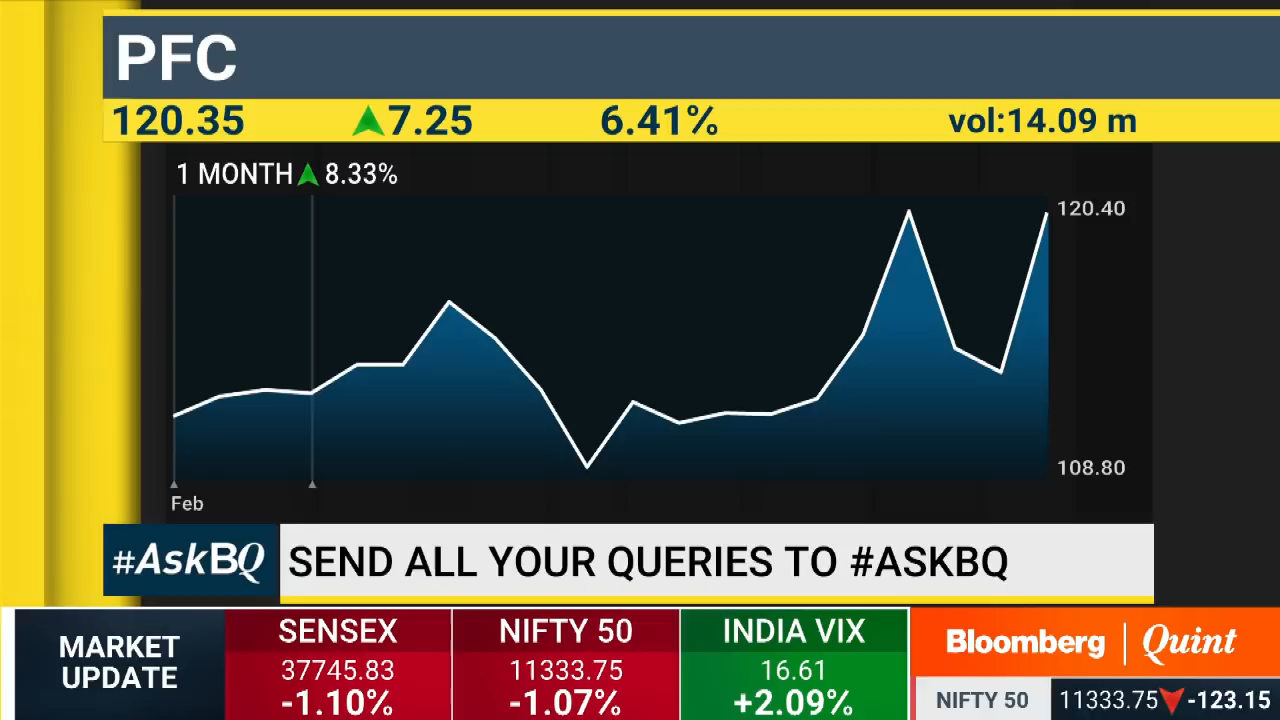 PFC
120.35 ▲7.25 6.41% vol:14.09 m
1 MONTH▲8.33%
120.40
108.80
Feb
#AskBQ SEND ALL YOUR QUERIES TO #ASKBQ
MARKET UPDATE
SENSEX
37745.83
-1.10%
NIFTY 50
11333.75
-1.07%
INDIA VIX
16.61
+2.09%
Bloomberg | Quint
NIFTY 50 11333.75▼-123.15